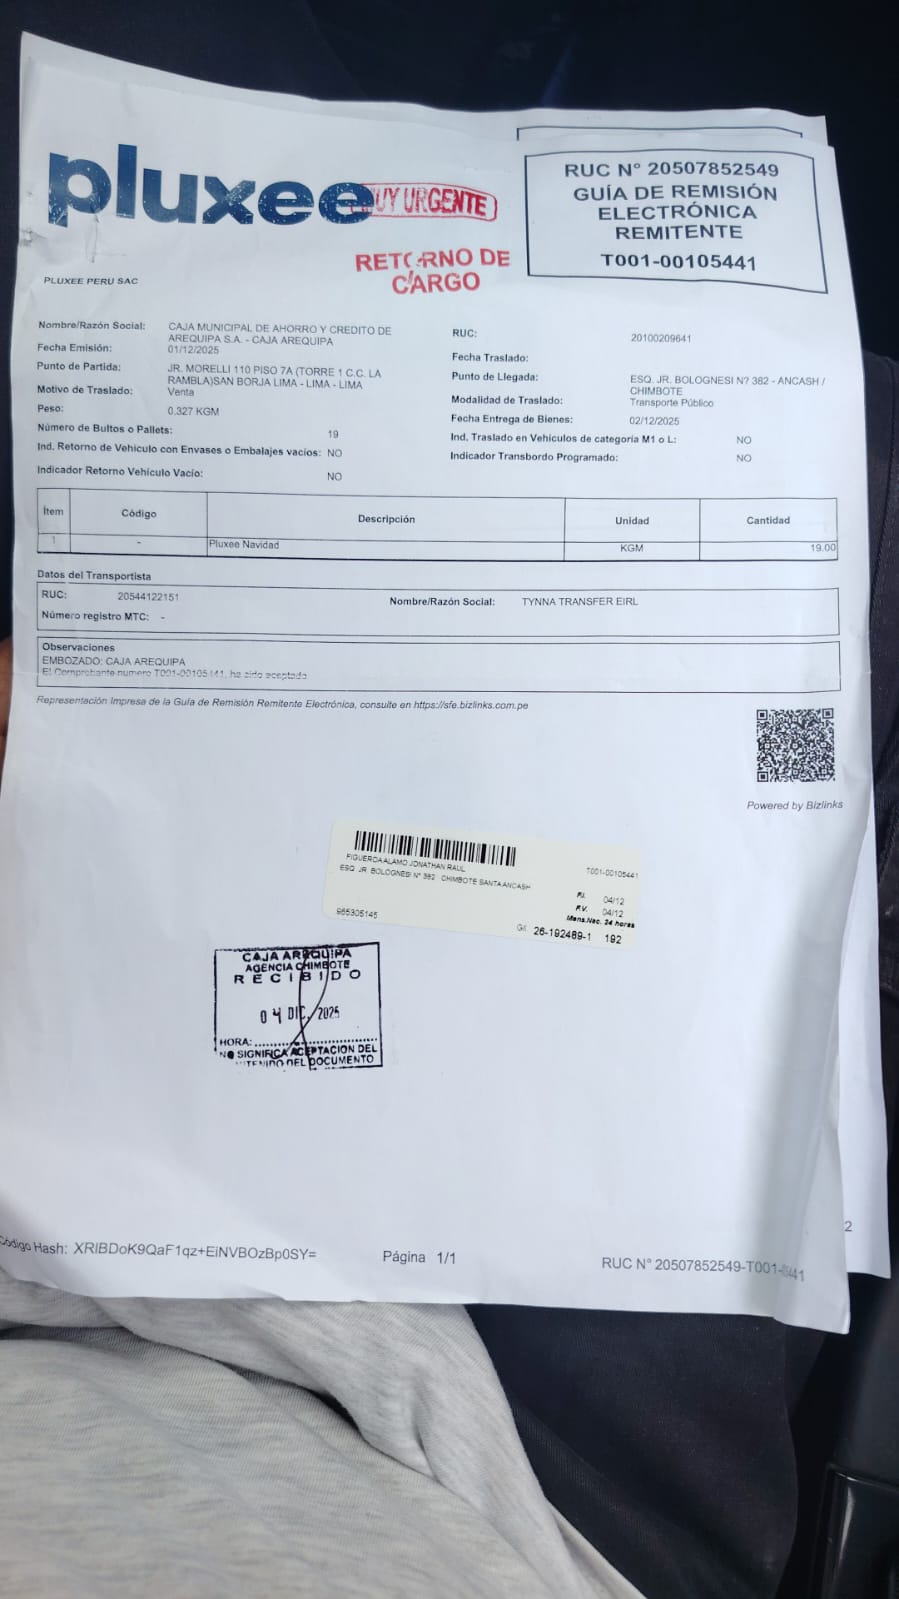 pluxee
MUY URGENTE
RETORNO DE
CARGO
RUC N° 20507852549
GUÍA DE REMISIÓN
ELECTRÓNICA
REMITENTE
T001-00105441
PLUXEE PERU SAC
Nombre/Razón Social: CAJA MUNICIPAL DE AHORRO Y CREDITO DE
AREQUIPA S.A. - CAJA AREQUIPA
RUC: 20100209641
Fecha Emisión: 01/12/2025
Fecha Traslado:
Punto de Partida: JR. MORELLI 110 PISO 7A (TORRE 1 C.C. LA
RAMBLA)SAN BORJA LIMA - LIMA - LIMA
Punto de Llegada: ESQ. JR. BOLOGNESI N? 382 - ANCASH /
CHIMBOTE
Motivo de Traslado: Venta
Modalidad de Traslado: Transporte Público
Peso: 0.327 KGM
Fecha Entrega de Bienes: 02/12/2025
Número de Bultos o Pallets: 19
Ind. Traslado en Vehículos de categoría M1 o L: NO
Ind. Retorno de Vehículo con Envases o Embalajes vacíos: NO
Indicador Transbordo Programado: NO
Indicador Retorno Vehículo Vacío: NO
Ítem Código Descripción Unidad Cantidad
1 - Pluxee Navidad KGM 19.00
Datos del Transportista
RUC: 20544122151 Nombre/Razón Social: TYNNA TRANSFER EIRL
Número registro MTC: -
Observaciones
EMBOZADO: CAJA AREQUIPA
El Comprobante numero T001-00105441, ha sido aceptado
Representación Impresa de la Guía de Remisión Remitente Electrónica, consulte en https://sfe.bizlinks.com.pe
Powered by Bizlinks
FIGUEROA ALAMO JONATHAN RAUL
T001-00105441
ESQ. JR. BOLOGNESI N° 382 CHIMBOTE SANTA ANCASH
F.I. 04/12
F.V. 04/12
965305145
Mens.Nac. 24 horas
G/. 26-192489-1 192
CAJA AREQUIPA
AGENCIA CHIMBOTE
RECIBIDO
04 DIC. 2025
HORA:
NO SIGNIFICA ACEPTACION DEL
CONTENIDO DEL DOCUMENTO
Código Hash: XRIBDoK9QaF1qz+EiNVBOzBp0SY=
Página 1/1
RUC N° 20507852549-T001-00105441
2